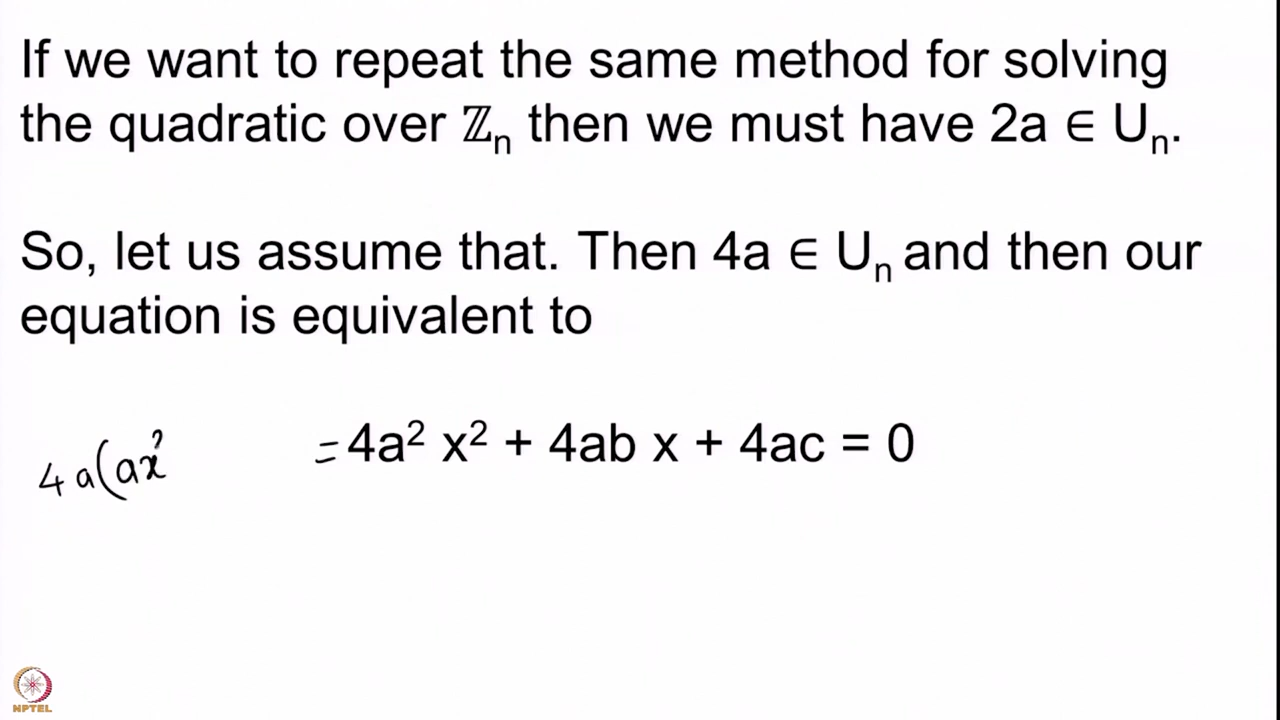 If we want to repeat the same method for solving
the quadratic over ℤₙ then we must have 2a ∈ Uₙ.
So, let us assume that. Then 4a ∈ Uₙ and then our
equation is equivalent to
4a(ax² = 4a² x² + 4ab x + 4ac = 0
NPTEL